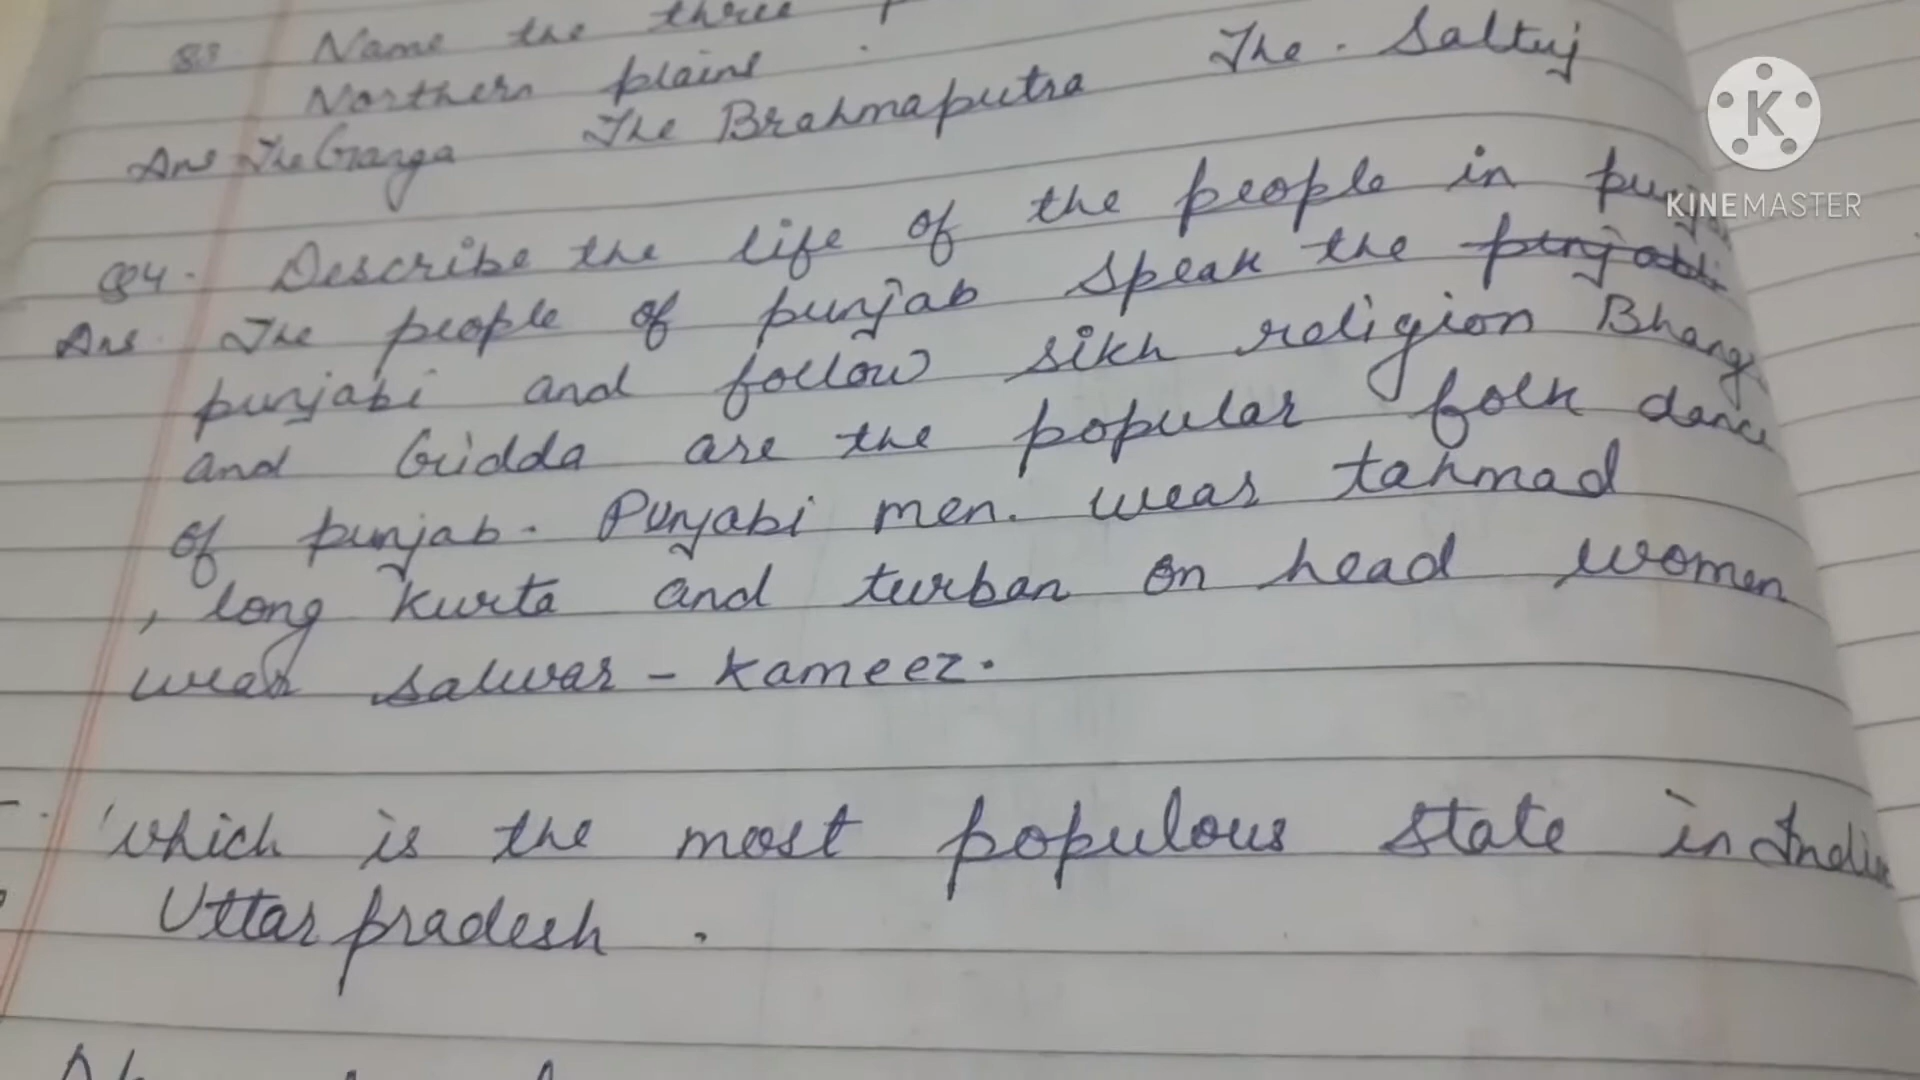 Q3 Name the three
Northern plains.
Ans The Ganga The Brahmaputra The. Saltuj
Q4. Describe the life of the people in
Ans. The people of punjab speak the punjabi
punjabi and follow sikh religion Bhang
and Gidda are the popular folk dance
of punjab. Punjabi men. wear tahmad
, long kurta and turban on head women
wear salwar - kameez.
which is the most populous state in India
Uttar pradesh.
K
KINEMASTER